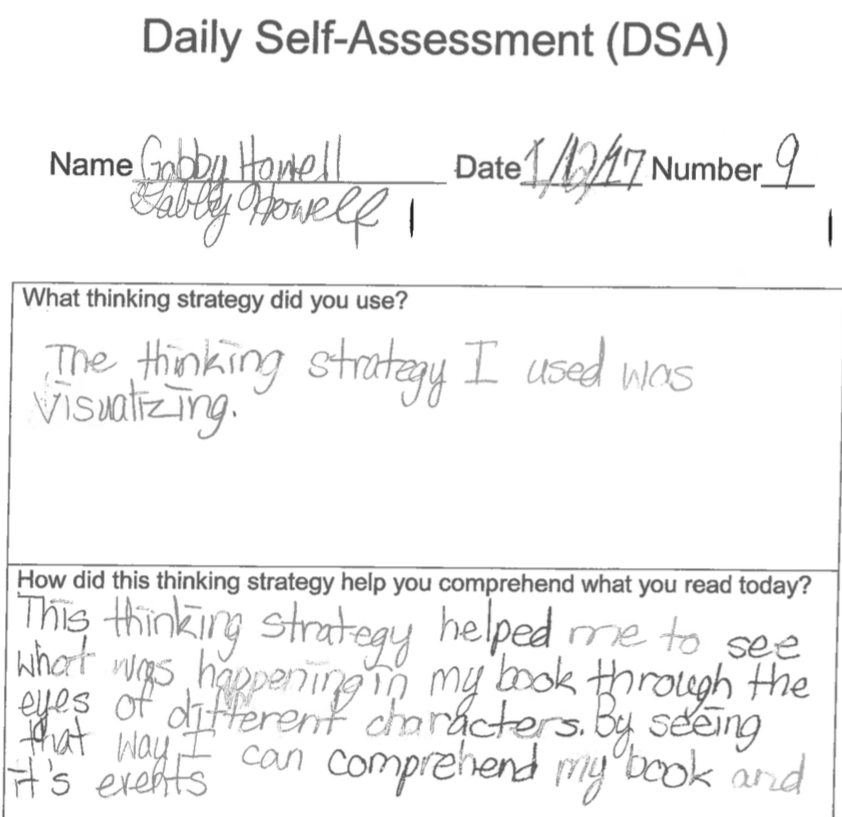 Daily Self-Assessment (DSA)
Name Gabby Howell Date 1/12/17 Number 9
Gabby Howell
What thinking strategy did you use?
The thinking strategy I used was
visualizing.
How did this thinking strategy help you comprehend what you read today?
This thinking strategy helped me to see
what was happening in my book through the
eyes of different characters. By seeing
that way I can comprehend my book and
it's events